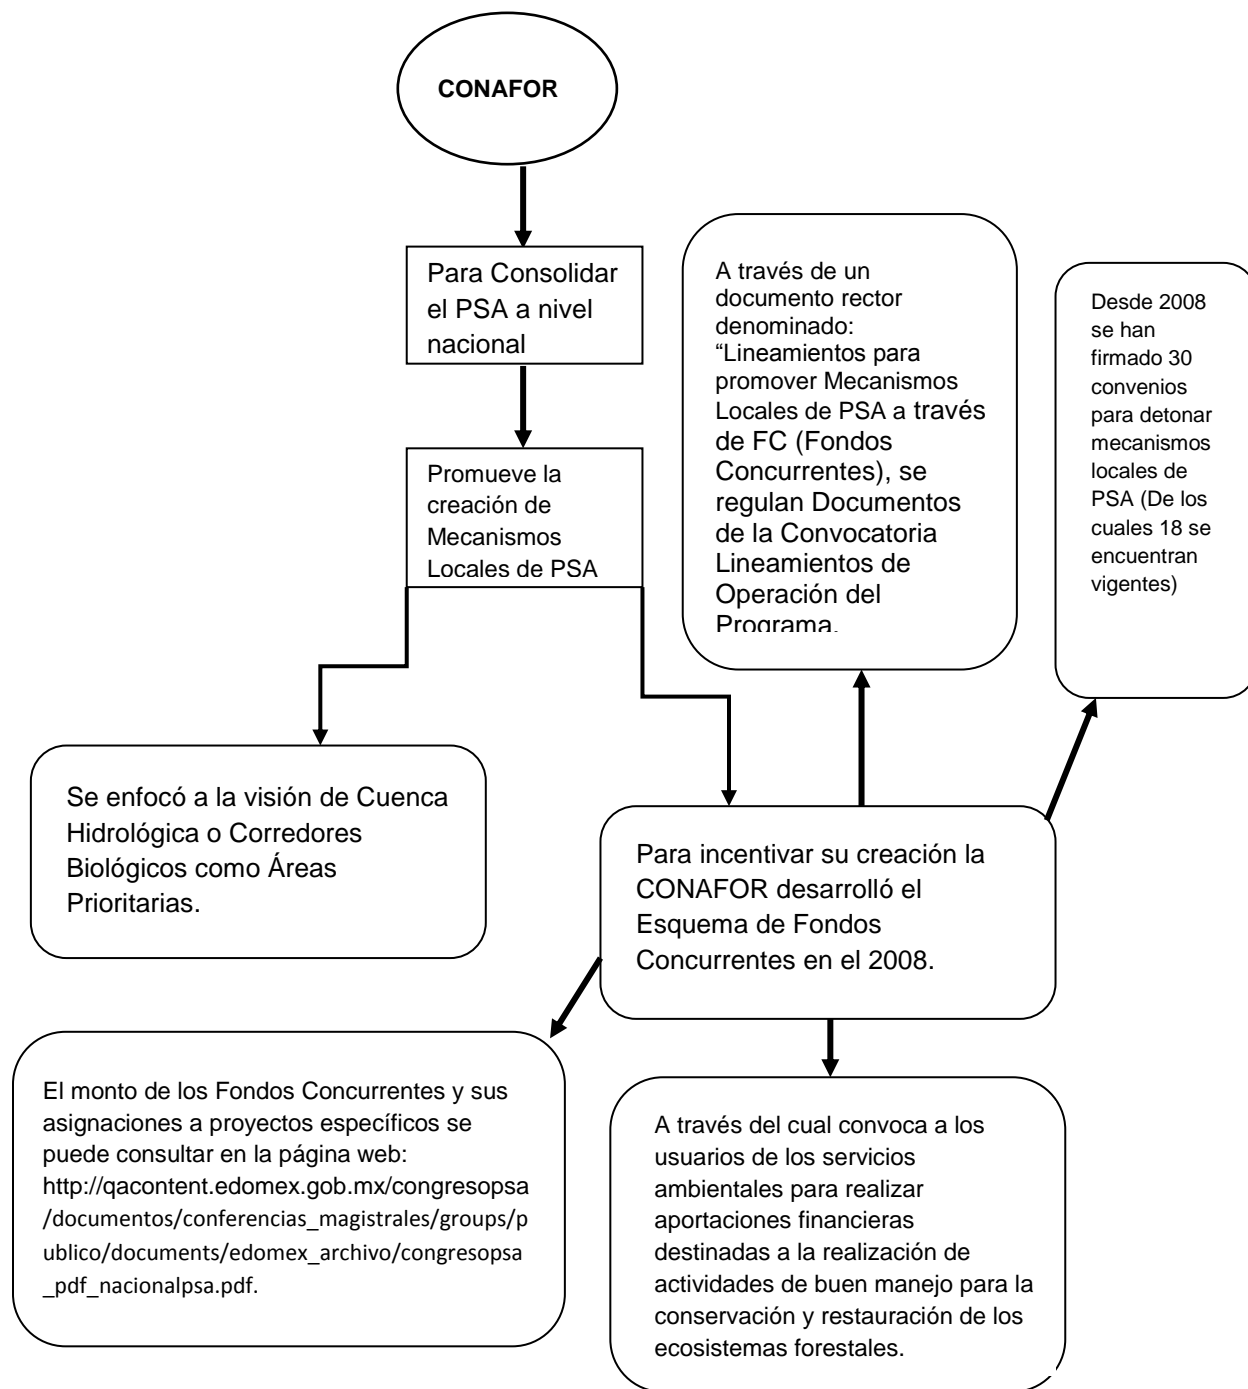 CONAFOR
Para Consolidar
el PSA a nivel
nacional
Promueve la
creación de
Mecanismos
Locales de PSA
A través de un
documento rector
denominado:
“Lineamientos para
promover Mecanismos
Locales de PSA a través
de FC (Fondos
Concurrentes), se
regulan Documentos
de la Convocatoria
Lineamientos de
Operación del
Programa.
Desde 2008
se han
firmado 30
convenios
para detonar
mecanismos
locales de
PSA (De los
cuales 18 se
encuentran
vigentes)
Se enfocó a la visión de Cuenca
Hidrológica o Corredores
Biológicos como Áreas
Prioritarias.
Para incentivar su creación la
CONAFOR desarrolló el
Esquema de Fondos
Concurrentes en el 2008.
El monto de los Fondos Concurrentes y sus
asignaciones a proyectos específicos se
puede consultar en la página web:
http://qacontent.edomex.gob.mx/congresopsa
/documentos/conferencias_magistrales/groups/p
ublico/documents/edomex_archivo/congresopsa
_pdf_nacionalpsa.pdf.
A través del cual convoca a los
usuarios de los servicios
ambientales para realizar
aportaciones financieras
destinadas a la realización de
actividades de buen manejo para la
conservación y restauración de los
ecosistemas forestales.